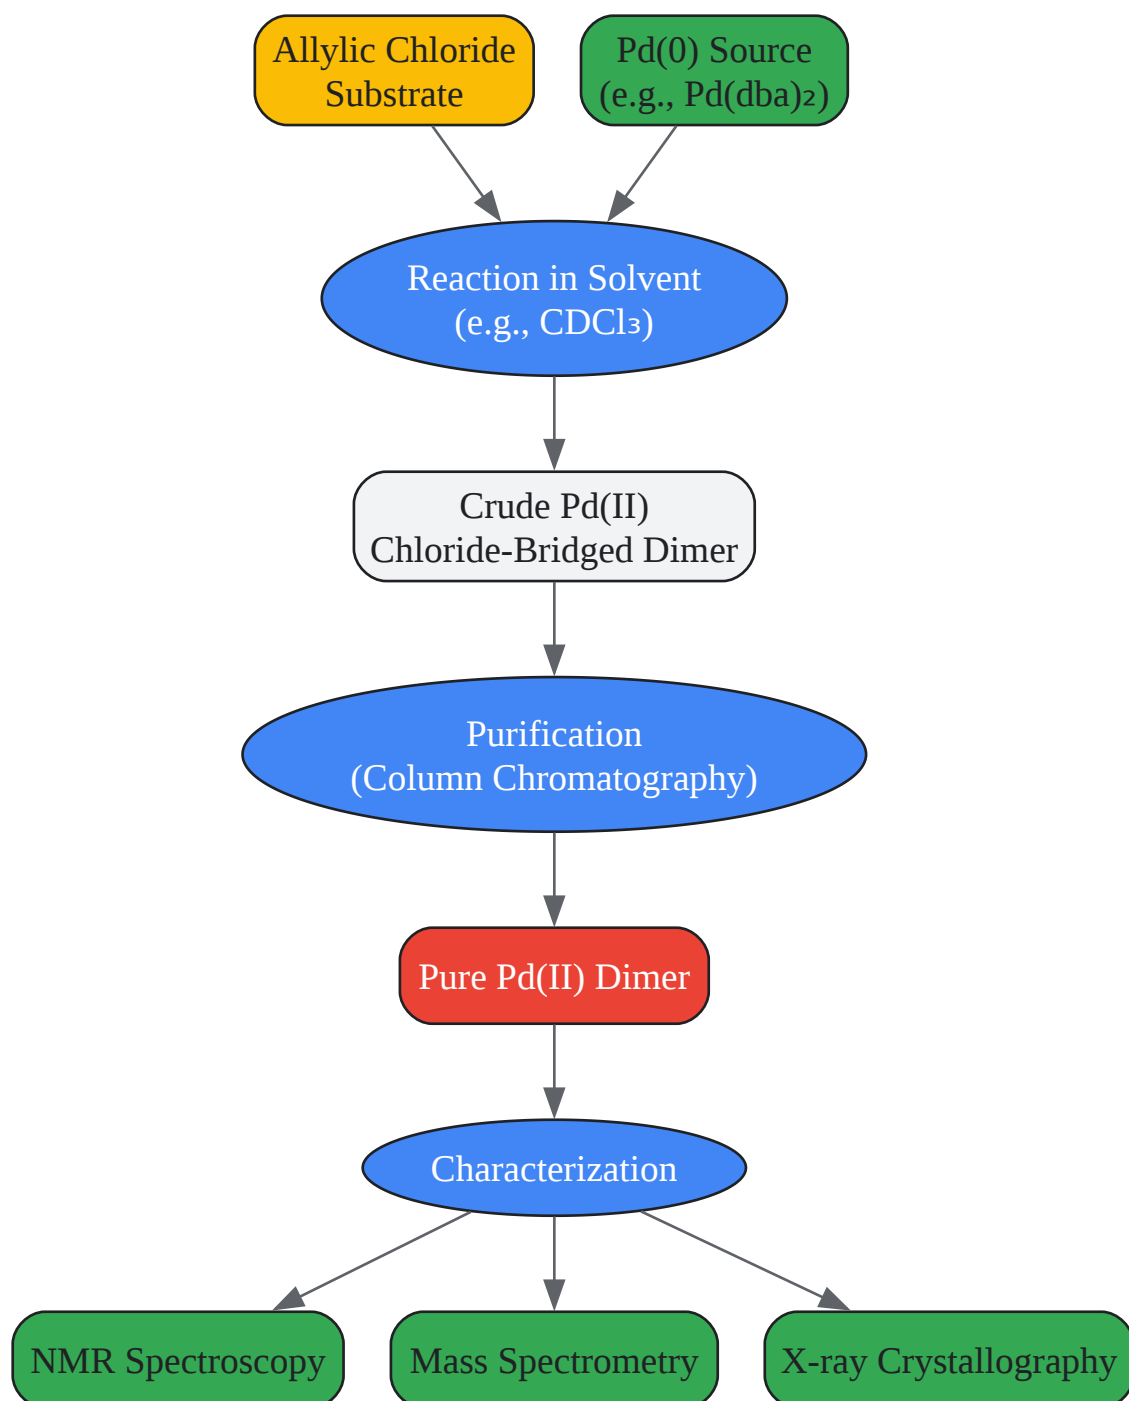 Allylic Chloride
Substrate
Pd(0) Source
(e.g., Pd(dba)₂)
Reaction in Solvent
(e.g., CDCl₃)
Crude Pd(II)
Chloride-Bridged Dimer
Purification
(Column Chromatography)
Pure Pd(II) Dimer
Characterization
NMR Spectroscopy
Mass Spectrometry
X-ray Crystallography